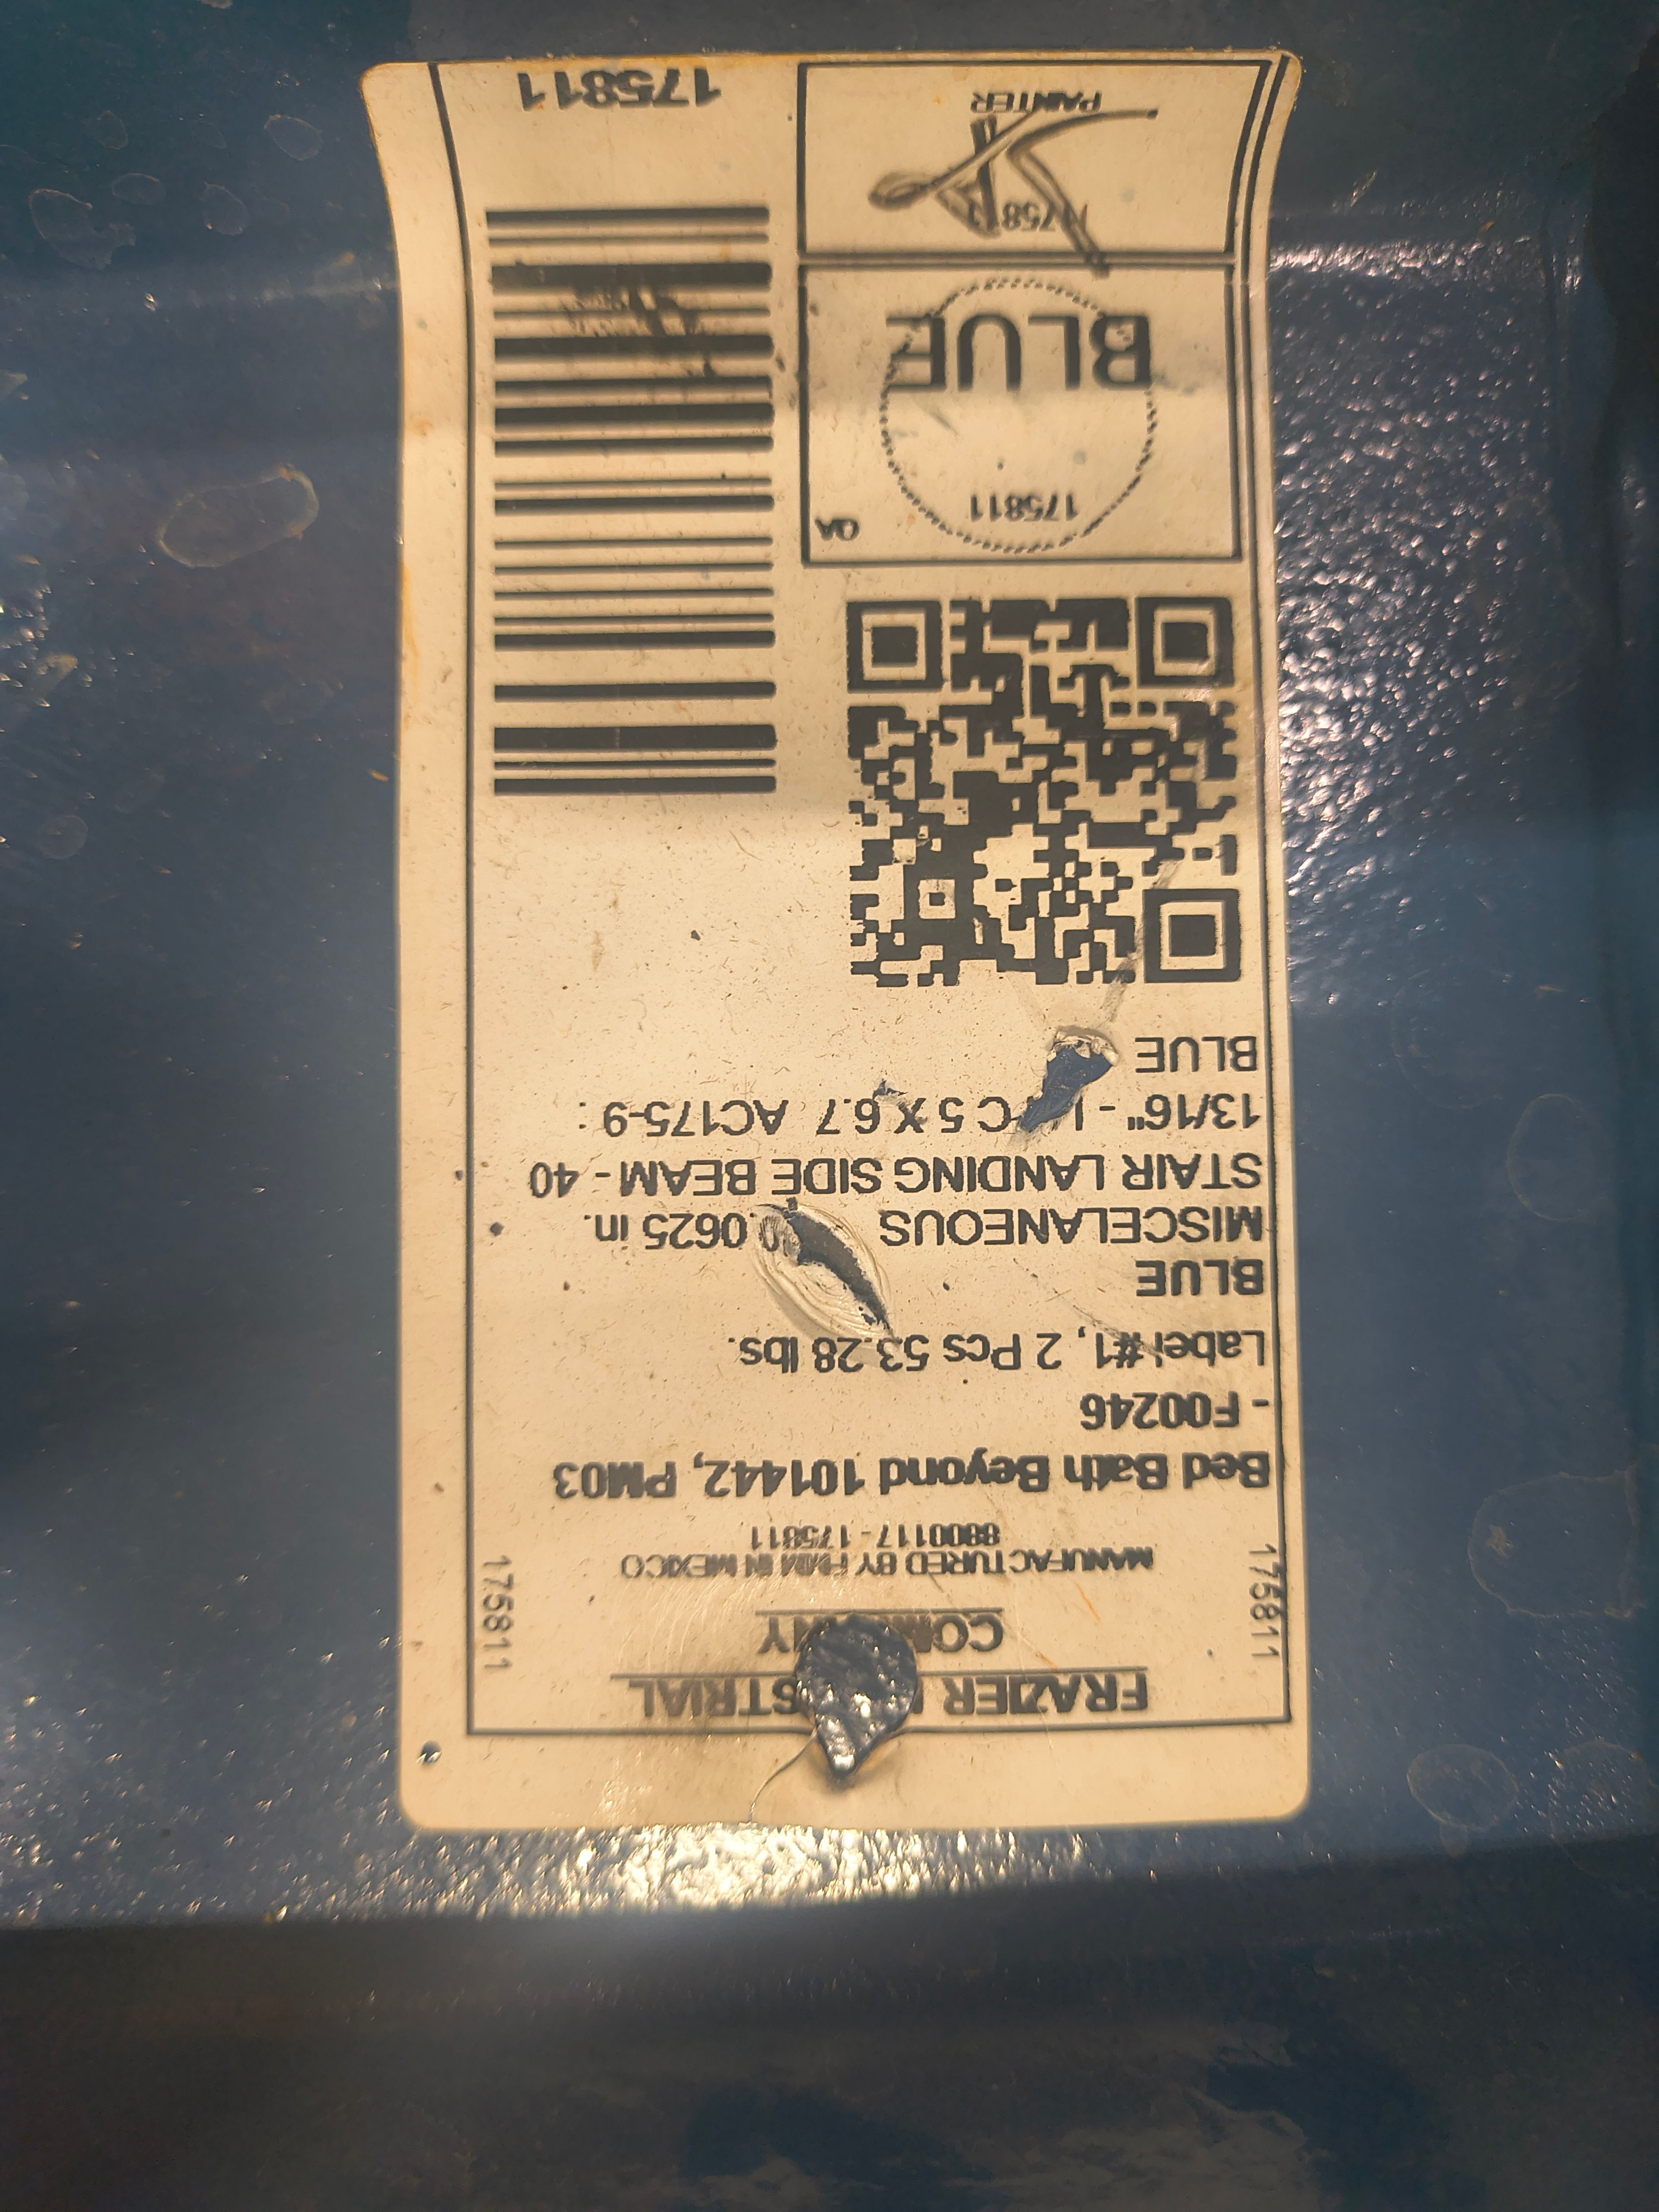 FRAZIER
COMPANY
175811
175811
MANUFACTURED BY FMM IN MEXICO
8800117 - 175811
Bed Bath Beyond 101442, PM03
- F00246
Label #1, 2 Pcs 53.28 lbs.
BLUE
MISCELANEOUS 0.0625 in.
STAIR LANDING SIDE BEAM - 40
13/16" - C 5 X 6.7 AC175-9 :
BLUE
QA
175811
BLUE
PAINTER
175811